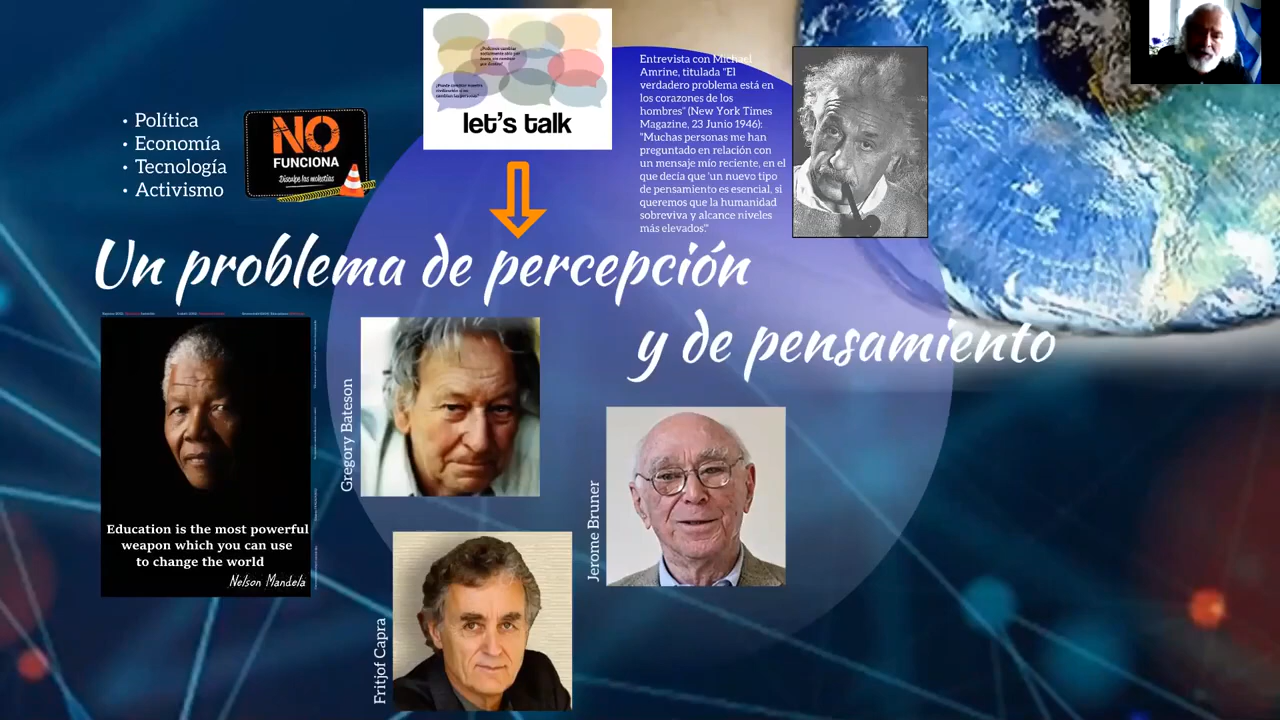 • Política
• Economía
• Tecnología
• Activismo
NO
FUNCIONA
Disculpe las molestias
let's talk
Entrevista con Michael
Amrine, titulada "El
verdadero problema está en
los corazones de los
hombres" (New York Times
Magazine, 23 Junio 1946):
"Muchas personas me han
preguntado en relación con
un mensaje mío reciente, en el
que decía que 'un nuevo tipo
de pensamiento es esencial, si
queremos que la humanidad
sobreviva y alcance niveles
más elevados'."
Un problema de percepción
y de pensamiento
Education is the most powerful
weapon which you can use
to change the world
Nelson Mandela
Gregory Bateson
Fritjof Capra
Jerome Bruner